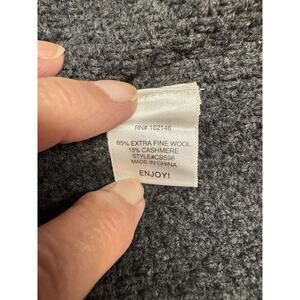 RN# 102146
85% EXTRA FINE WOOL
15% CASHMERE
STYLE#CB598
MADE IN CHINA
ENJOY!